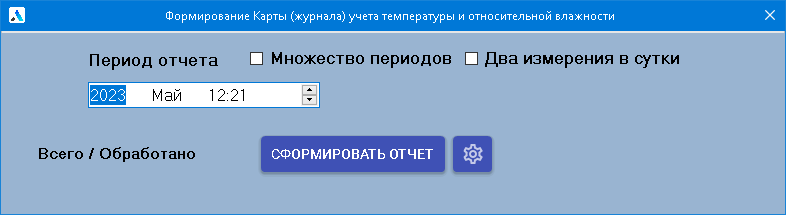 Формирование Карты (журнала) учета температуры и относительной влажности
Период отчета Множество периодов Два измерения в сутки
2023 Май 12:21
Всего / Обработано СФОРМИРОВАТЬ ОТЧЕТ